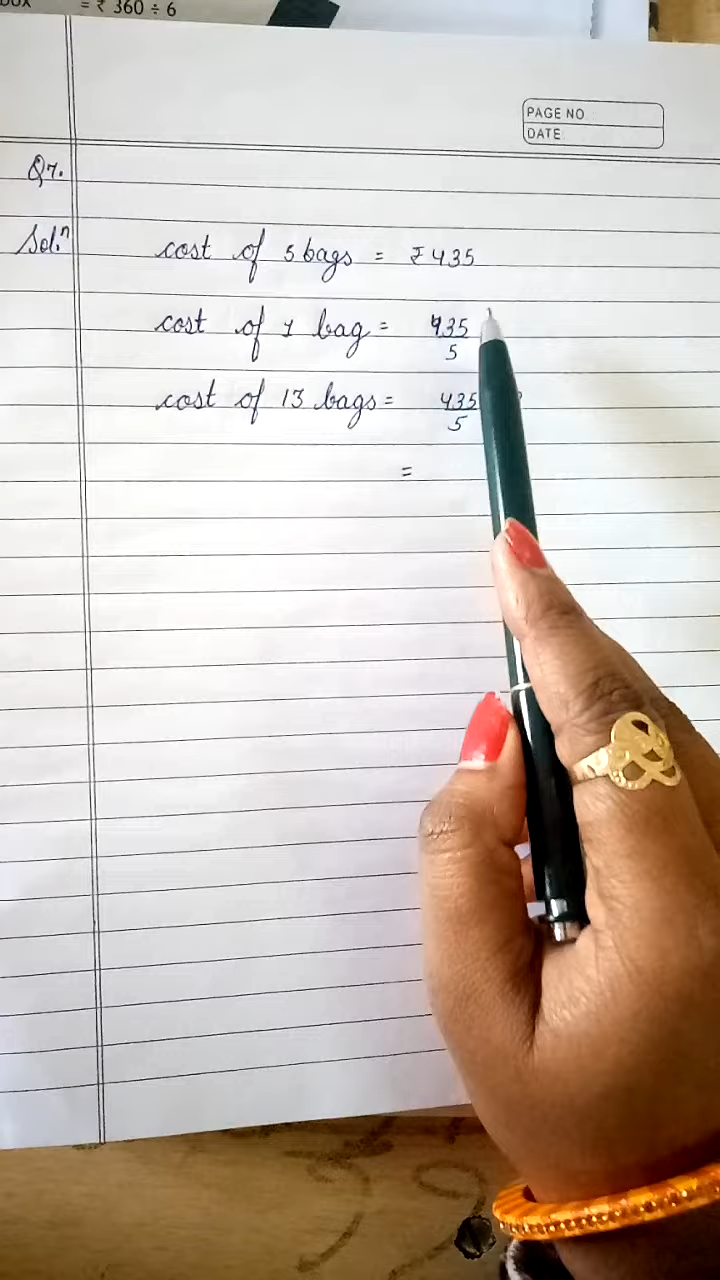 = ₹ 360 ÷ 6
PAGE NO.
DATE
Q7.
Sol.ⁿ
cost of 5 bags = ₹ 435
cost of 1 bag = 435
5
cost of 13 bags = 435
5
=